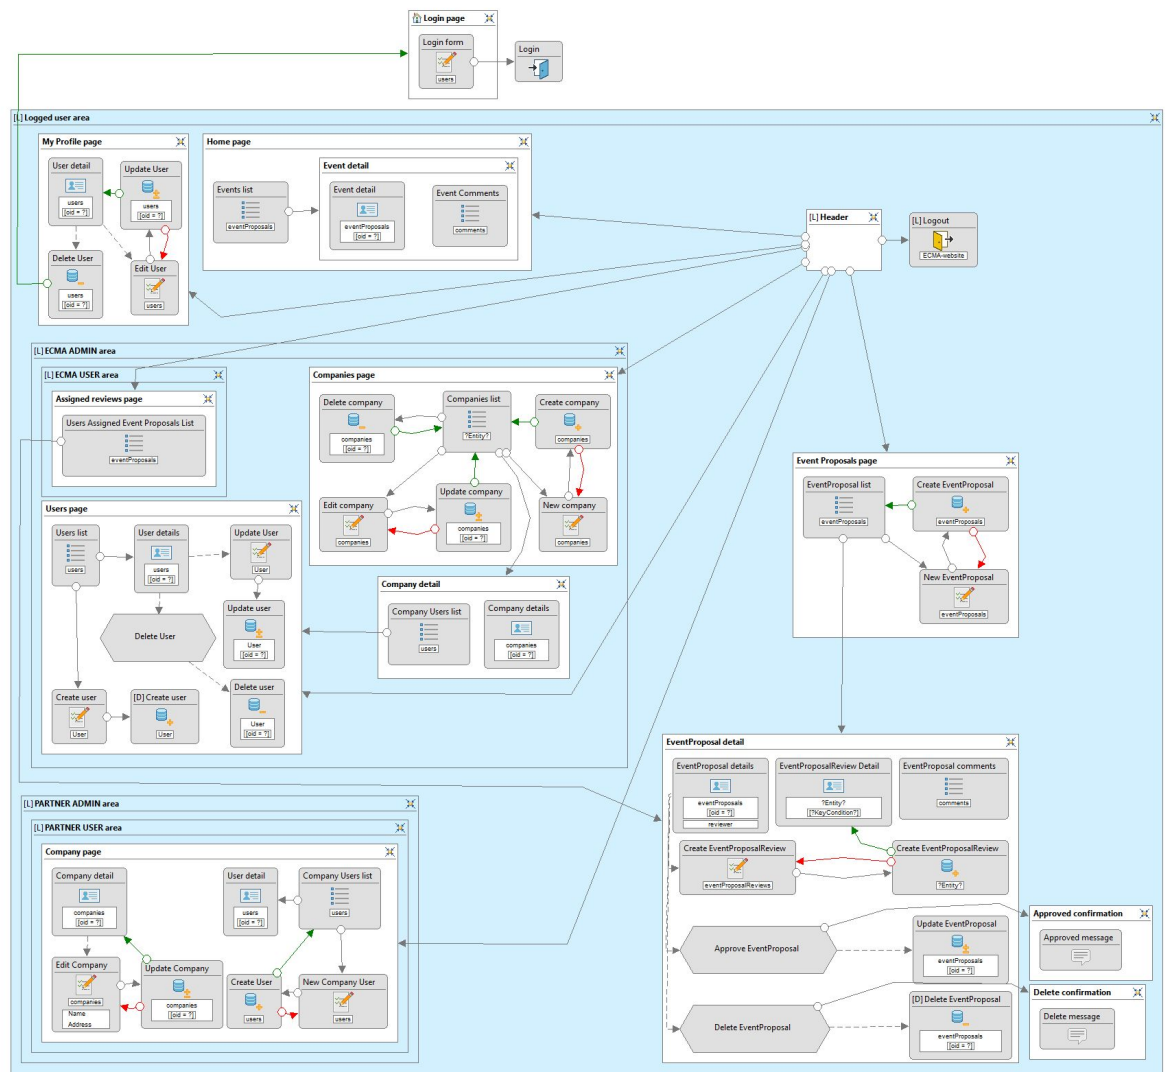 Login page
Login form
users
Login
[L] Logged user area
My Profile page
User detail
users
[oid = ?]
Update User
users
[oid = ?]
Delete User
users
[oid = ?]
Edit User
users
Home page
Events list
eventProposals
Event detail
Event detail
eventProposals
[oid = ?]
Event Comments
comments
[L] Header
[L] Logout
ECMA-website
[L] ECMA ADMIN area
[L] ECMA USER area
Assigned reviews page
Users Assigned Event Proposals List
eventProposals
Companies page
Delete company
companies
[oid = ?]
Companies list
?Entity?
Create company
companies
Edit company
companies
Update company
companies
[oid = ?]
New company
companies
Users page
Users list
users
User details
users
[oid = ?]
Update User
User
Update user
User
[oid = ?]
Delete User
Create user
User
[D] Create user
User
Delete user
User
[oid = ?]
Company detail
Company Users list
users
Company details
companies
[oid = ?]
Event Proposals page
EventProposal list
eventProposals
Create EventProposal
eventProposals
New EventProposal
eventProposals
EventProposal detail
EventProposal details
eventProposals
[oid = ?]
reviewer
EventProposalReview Detail
?Entity?
[?KeyCondition?]
EventProposal comments
comments
Create EventProposalReview
eventProposalReviews
Create EventProposalReview
?Entity?
Approve EventProposal
Update EventProposal
eventProposals
[oid = ?]
Delete EventProposal
[D] Delete EventProposal
eventProposals
[oid = ?]
Approved confirmation
Approved message
Delete confirmation
Delete message
[L] PARTNER ADMIN area
[L] PARTNER USER area
Company page
Company detail
companies
[oid = ?]
User detail
users
[oid = ?]
Company Users list
users
Edit Company
companies
Name
Address
Update Company
companies
[oid = ?]
Create User
users
New Company User
users